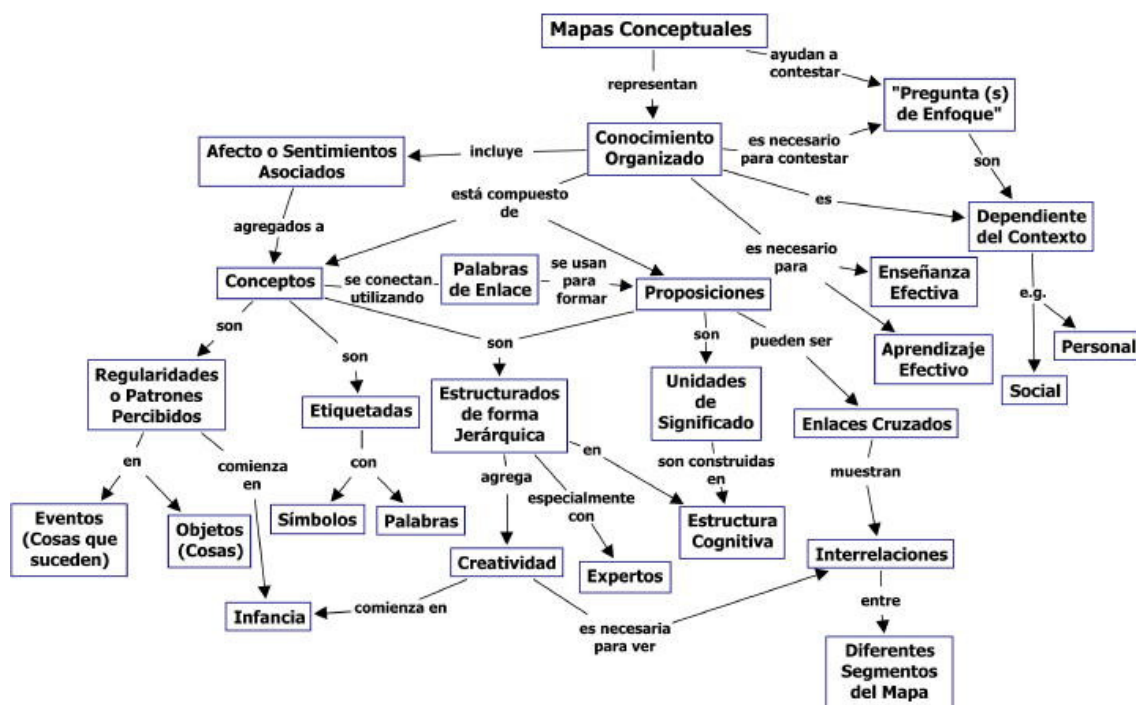 Mapas Conceptuales
ayudan a
contestar
representan
"Pregunta (s)
de Enfoque"
Conocimiento
Organizado
es necesario
para contestar
incluye
Afecto o Sentimientos
Asociados
son
está compuesto
de
es
Dependiente
del Contexto
agregados a
es necesario
para
Conceptos
se conectan
utilizando
Palabras
de Enlace
se usan
para
formar
Proposiciones
Enseñanza
Efectiva
e.g.
son
son
son
son
pueden ser
Aprendizaje
Efectivo
Personal
Social
Regularidades
o Patrones
Percibidos
Etiquetadas
Estructurados
de forma
Jerárquica
Unidades
de
Significado
Enlaces Cruzados
en
comienza
en
con
agrega
especialmente
con
en
son construidas
en
muestran
Eventos
(Cosas que
suceden)
Objetos
(Cosas)
Símbolos
Palabras
Estructura
Cognitiva
Creatividad
Expertos
Interrelaciones
Infancia
comienza en
es necesaria
para ver
entre
Diferentes
Segmentos
del Mapa